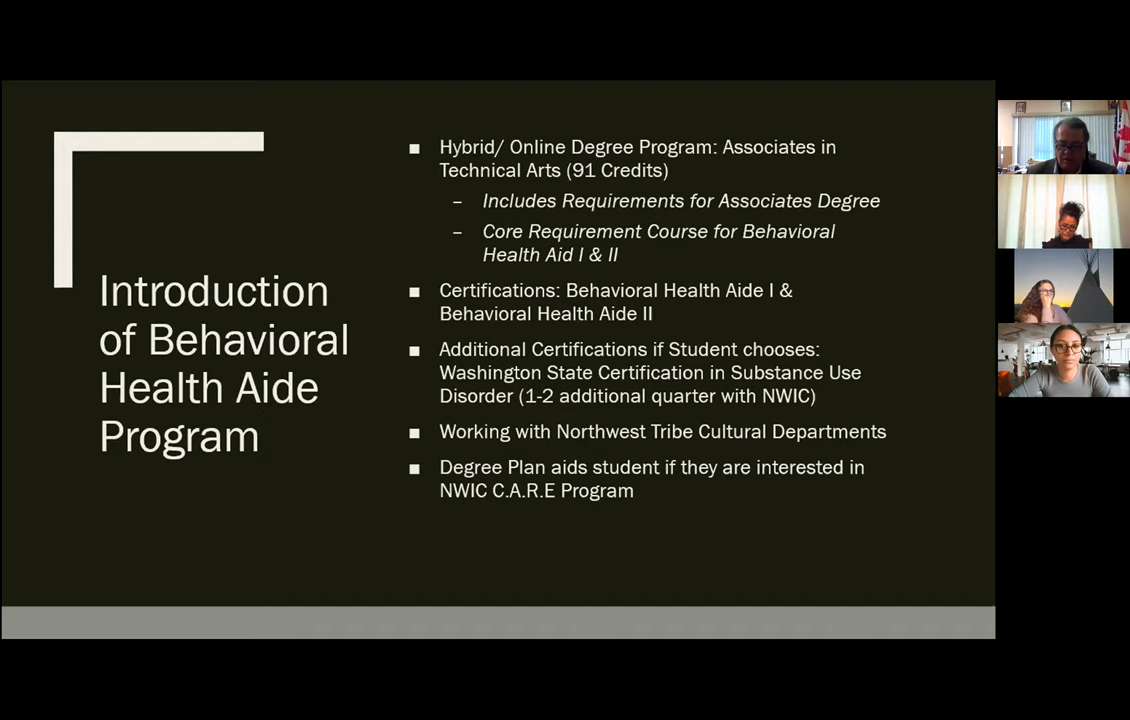 Introduction
of Behavioral
Health Aide
Program
■ Hybrid/ Online Degree Program: Associates in
Technical Arts (91 Credits)
– Includes Requirements for Associates Degree
– Core Requirement Course for Behavioral
Health Aid I & II
■ Certifications: Behavioral Health Aide I &
Behavioral Health Aide II
■ Additional Certifications if Student chooses:
Washington State Certification in Substance Use
Disorder (1-2 additional quarter with NWIC)
■ Working with Northwest Tribe Cultural Departments
■ Degree Plan aids student if they are interested in
NWIC C.A.R.E Program